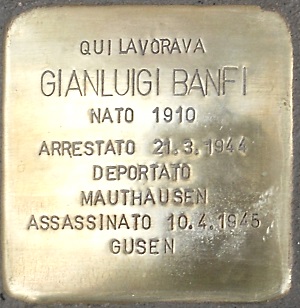 QUI LAVORAVA
GIANLUIGI BANFI
NATO 1910
ARRESTATO 21.3.1944
DEPORTATO
MAUTHAUSEN
ASSASSINATO 10.4.1945
GUSEN